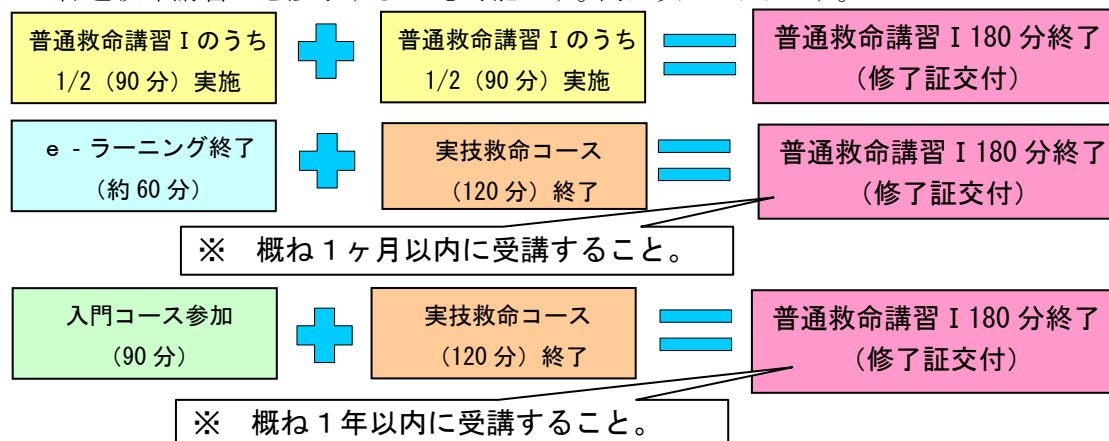 普通救命講習Ⅰのうち
1/2（90分）実施
普通救命講習Ⅰのうち
1/2（90分）実施
普通救命講習Ⅰ180分終了
（修了証交付）
ｅ‐ラーニング終了
（約60分）
実技救命コース
（120分）終了
普通救命講習Ⅰ180分終了
（修了証交付）
※　概ね１ヶ月以内に受講すること。
入門コース参加
（90分）
実技救命コース
（120分）終了
普通救命講習Ⅰ180分終了
（修了証交付）
※　概ね１年以内に受講すること。